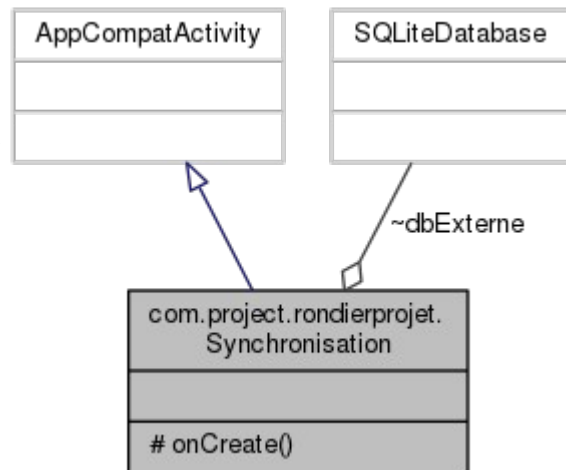 AppCompatActivity
SQLiteDatabase
~dbExterne
com.project.rondierprojet.
Synchronisation
# onCreate()